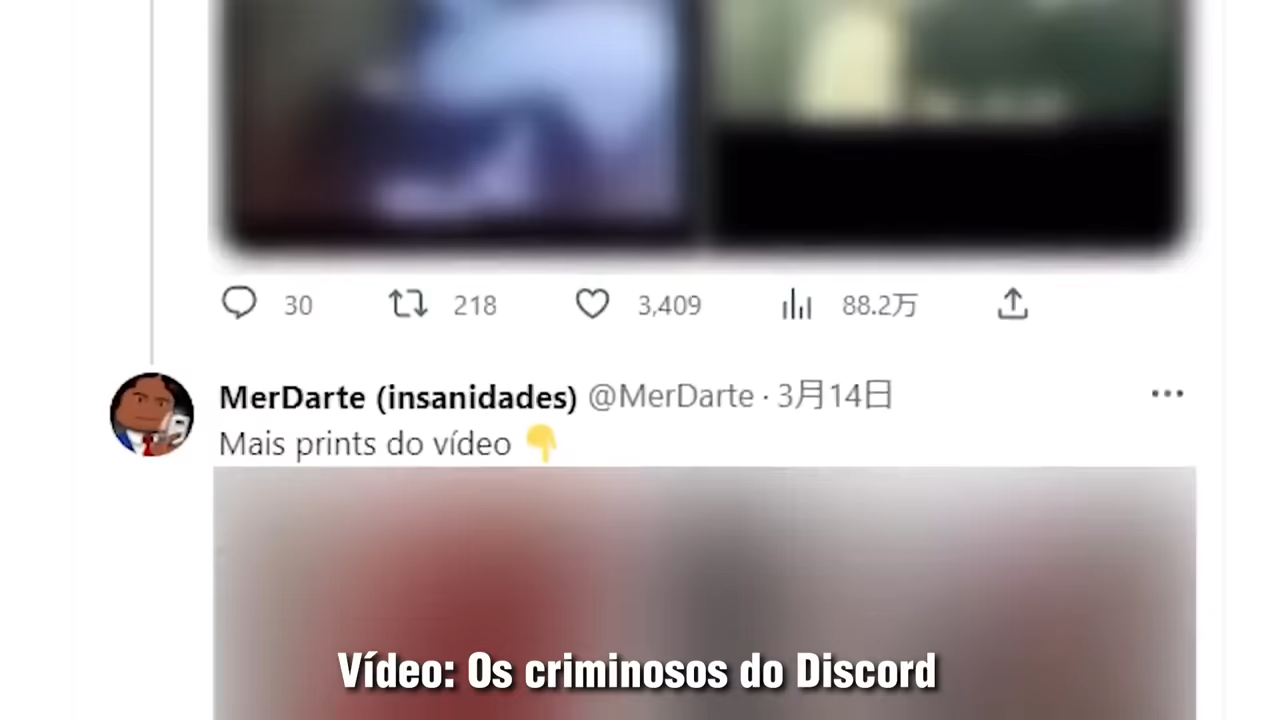 30 218 3,409 88.2万
MerDarte (insanidades) @MerDarte · 3月14日
Mais prints do vídeo 👇
Vídeo: Os criminosos do Discord